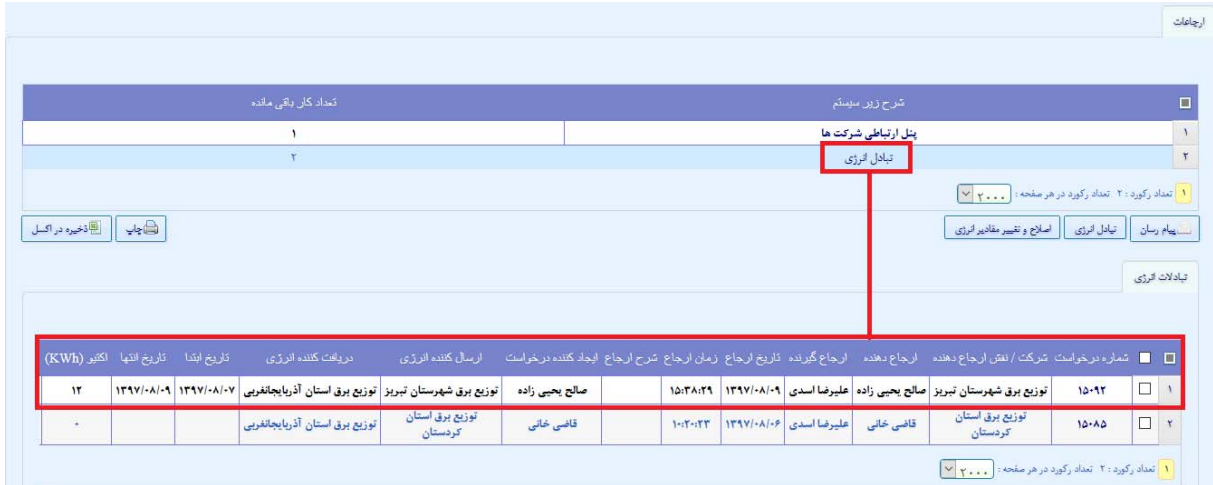 ارجاعات
شرح زیر سیستم تعداد کار باقی مانده
۱ پنل ارتباطی شرکت ها ۱
۲ تبادل انرژی ۲
۱ تعداد رکورد : ۲ تعداد رکورد در هر صفحه : ۲۰۰۰
پیام رسان تبادل انرژی اصلاح و تغییر مقادیر انرژی چاپ ذخیره در اکسل
تبادلات انرژی
شماره درخواست شرکت / نقش ارجاع دهنده ارجاع دهنده ارجاع گیرنده تاریخ ارجاع زمان ارجاع شرح ارجاع ایجاد کننده درخواست ارسال کننده انرژی دریافت کننده انرژی تاریخ ابتدا تاریخ انتها اکتیو (KWh)
۱ ۱۵۰۹۲ توزیع برق شهرستان تبریز صالح یحیی زاده علیرضا اسدی ۱۳۹۷/۰۸/۰۹ ۱۵:۳۸:۲۹ صالح یحیی زاده توزیع برق شهرستان تبریز توزیع برق استان آذربایجانغربی ۱۳۹۷/۰۸/۰۷ ۱۳۹۷/۰۸/۰۹ ۱۲
۲ ۱۵۰۸۵ توزیع برق استان کردستان قاضی خانی علیرضا اسدی ۱۳۹۷/۰۸/۰۶ ۱۰:۲۰:۲۳ قاضی خانی توزیع برق استان کردستان توزیع برق استان آذربایجانغربی ۰
۱ تعداد رکورد : ۲ تعداد رکورد در هر صفحه : ۲۰۰۰